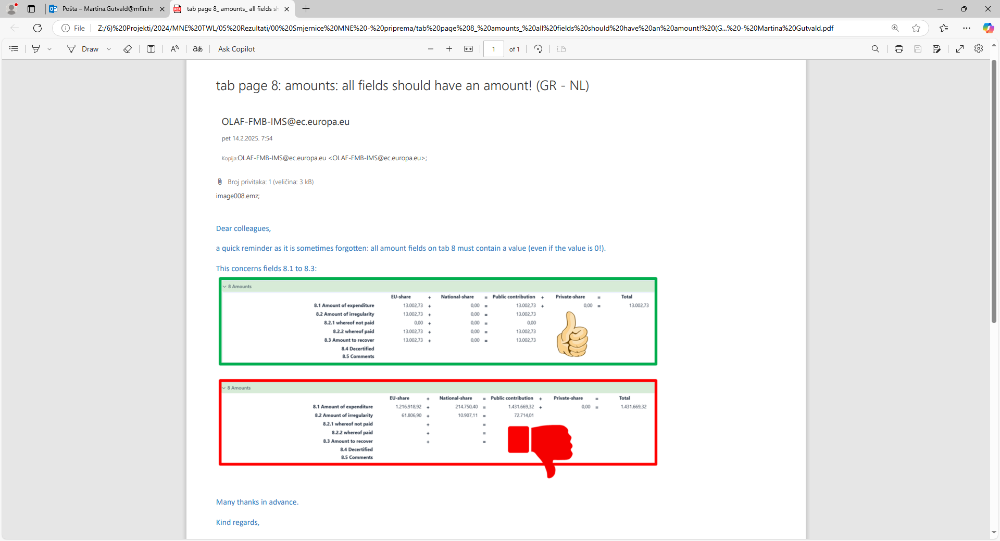 Pošta – Martina.Gutvald@mfin.hr
tab page 8_ amounts_ all fields sh
File
Z:/6)%20Projekti/2024/MNE%20TWL/05%20Rezultati/00%20Smjernice%20MNE%20-%20priprema/tab%20page%208_%20amounts_%20all%20fields%20should%20have%20an%20amount!%20(G...%20-%20Martina%20Gutvald.pdf
Draw
aあ
Ask Copilot
1 of 1
tab page 8: amounts: all fields should have an amount! (GR - NL)
OLAF-FMB-IMS@ec.europa.eu
pet 14.2.2025. 7:54
Kopija:OLAF-FMB-IMS@ec.europa.eu <OLAF-FMB-IMS@ec.europa.eu>;
Broj privitaka: 1 (veličina: 3 kB)
image008.emz;
Dear colleagues,
a quick reminder as it is sometimes forgotten: all amount fields on tab 8 must contain a value (even if the value is 0!).
This concerns fields 8.1 to 8.3:
8 Amounts
EU-share + National-share = Public contribution + Private-share = Total
8.1 Amount of expenditure 13.002,73 + 0,00 = 13.002,73 + 0,00 = 13.002,73
8.2 Amount of irregularity 13.002,73 + 0,00 = 13.002,73
8.2.1 whereof not paid 0,00 + 0,00 = 0,00
8.2.2 whereof paid 13.002,73 + 0,00 = 13.002,73
8.3 Amount to recover 13.002,73 + 0,00 = 13.002,73
8.4 Decertified
8.5 Comments
8 Amounts
EU-share + National-share = Public contribution + Private-share = Total
8.1 Amount of expenditure 1.216.918,92 + 214.750,40 = 1.431.669,32 + 0,00 = 1.431.669,32
8.2 Amount of irregularity 61.806,90 + 10.907,11 = 72.714,01
8.2.1 whereof not paid + =
8.2.2 whereof paid + =
8.3 Amount to recover + =
8.4 Decertified
8.5 Comments
Many thanks in advance.
Kind regards,